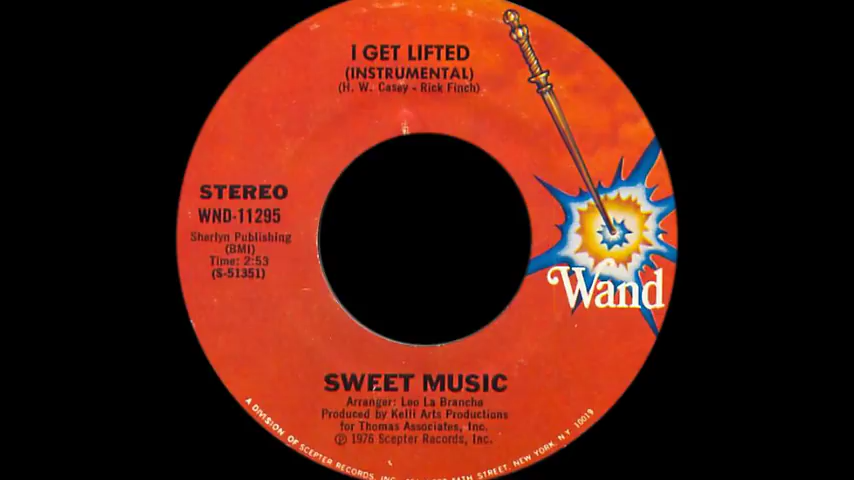 I GET LIFTED
(INSTRUMENTAL)
(H. W. Casey - Rick Finch)
STEREO
WND-11295
Sherlyn Publishing
(BMI)
Time: 2:53
(S-51351)
Wand
SWEET MUSIC
Arranger: Leo La Branche
Produced by Kelli Arts Productions
for Thomas Associates, Inc.
℗ 1976 Scepter Records, Inc.
A DIVISION OF SCEPTER RECORDS, INC. 54TH STREET, NEW YORK, N.Y. 10019